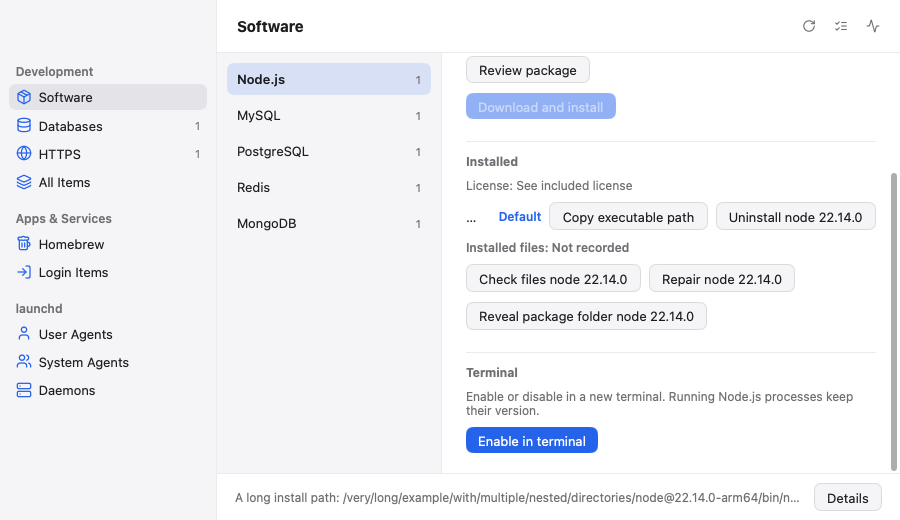 Software
Development
Software
Databases 1
HTTPS 1
All Items
Apps & Services
Homebrew
Login Items
launchd
User Agents
System Agents
Daemons
Node.js 1
MySQL 1
PostgreSQL 1
Redis 1
MongoDB 1
Review package
Download and install
Installed
License: See included license
... Default Copy executable path Uninstall node 22.14.0
Installed files: Not recorded
Check files node 22.14.0 Repair node 22.14.0
Reveal package folder node 22.14.0
Terminal
Enable or disable in a new terminal. Running Node.js processes keep
their version.
Enable in terminal
A long install path: /very/long/example/with/multiple/nested/directories/node@22.14.0-arm64/bin/n... Details